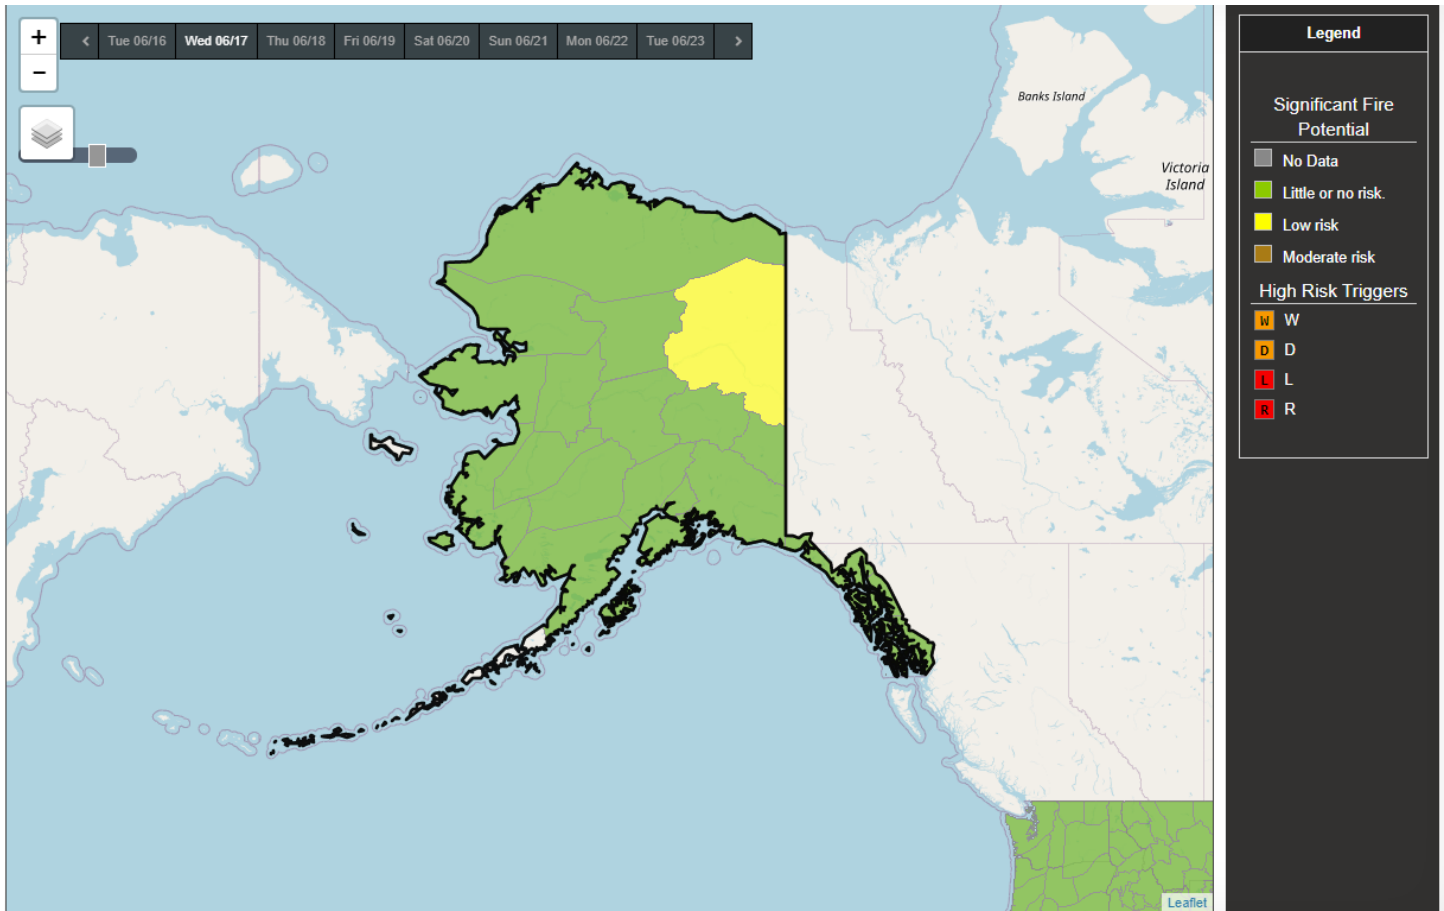 +
−
‹ Tue 06/16 Wed 06/17 Thu 06/18 Fri 06/19 Sat 06/20 Sun 06/21 Mon 06/22 Tue 06/23 ›
Banks Island
Victoria
Island
Leaflet
Legend
Significant Fire
Potential
No Data
Little or no risk.
Low risk
Moderate risk
High Risk Triggers
W W
D D
L L
R R